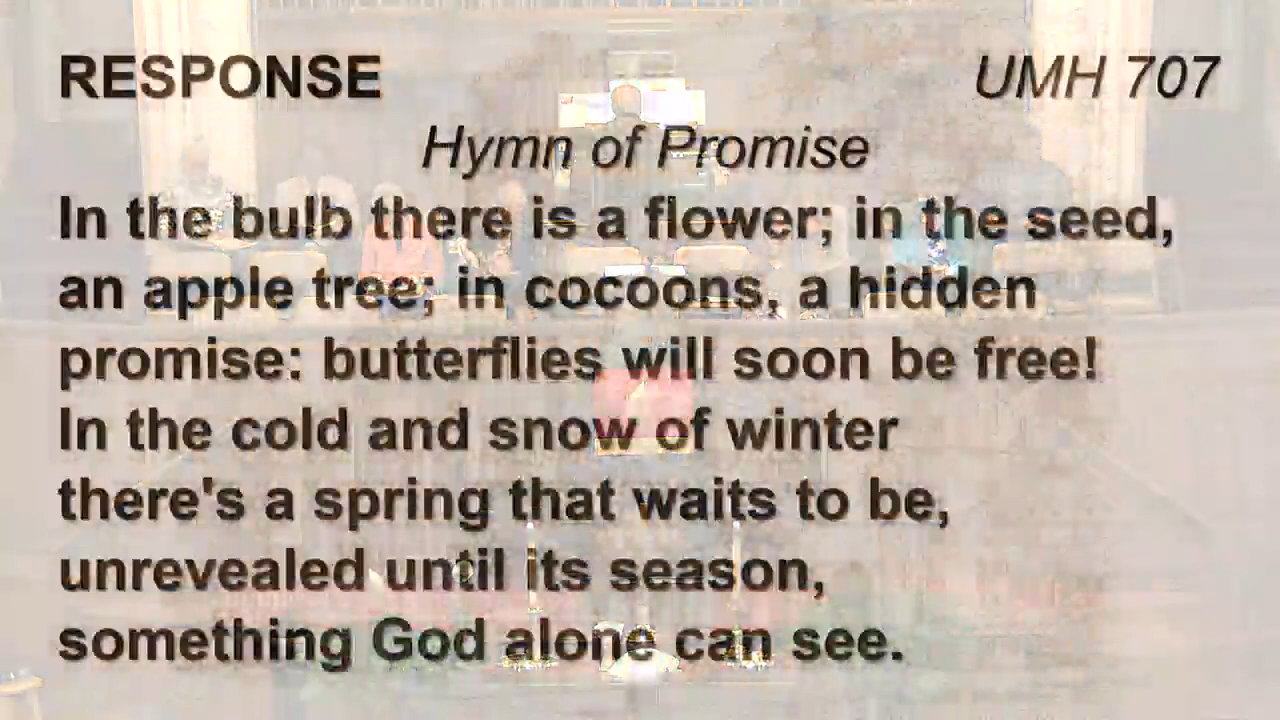 RESPONSE UMH 707
Hymn of Promise
In the bulb there is a flower; in the seed,
an apple tree; in cocoons, a hidden
promise: butterflies will soon be free!
In the cold and snow of winter
there's a spring that waits to be,
unrevealed until its season,
something God alone can see.